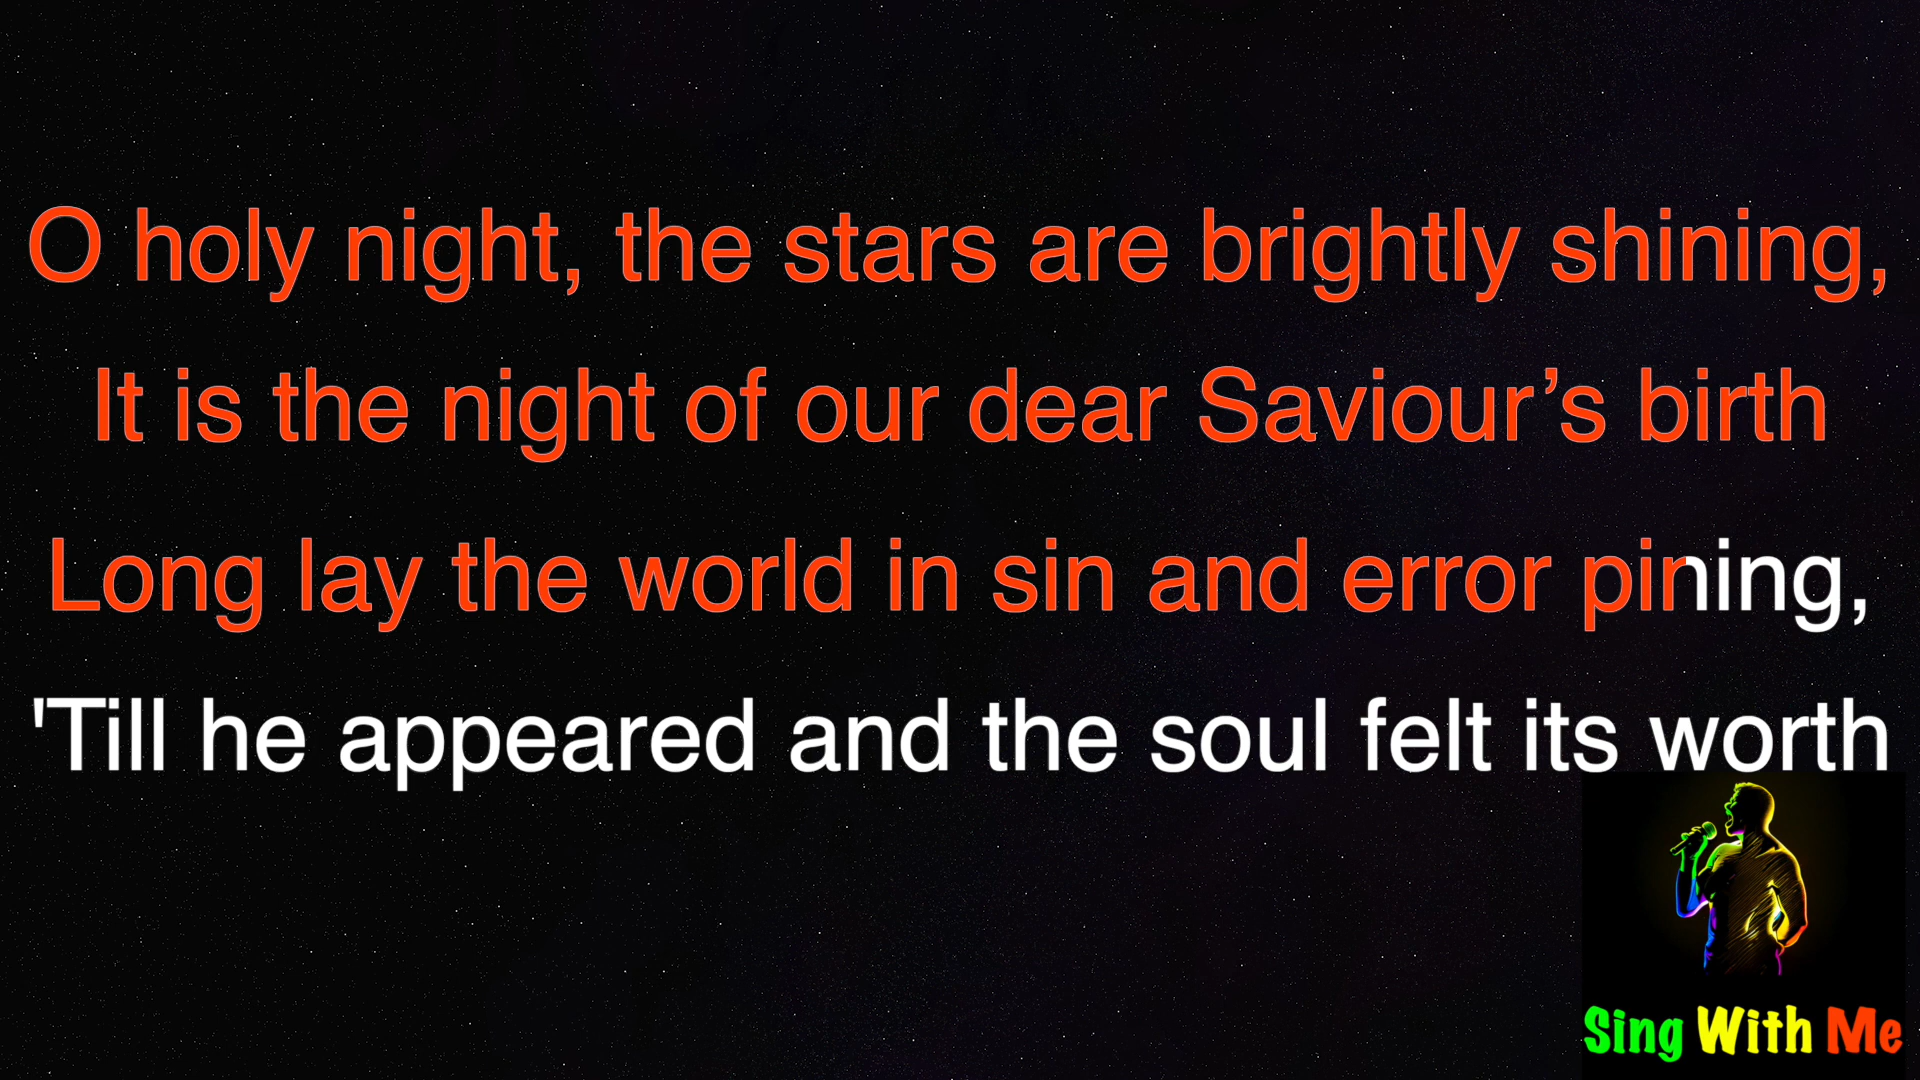 O holy night, the stars are brightly shining,
It is the night of our dear Saviour’s birth
Long lay the world in sin and error pining,
'Till he appeared and the soul felt its worth
Sing With Me